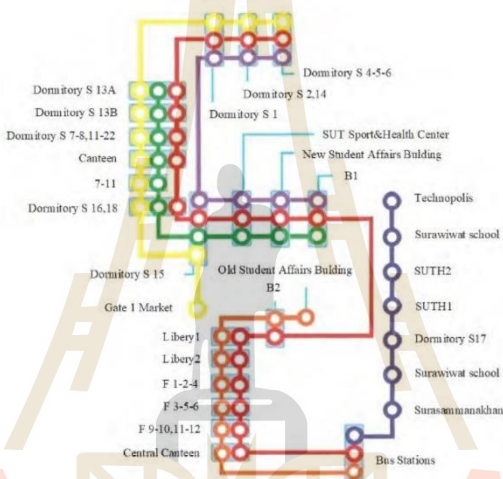 Dormitory S 4-5-6
Dormitory S 2,14
Dormitory S 1
Dormitory S 13A
Dormitory S 13B
Dormitory S 7-8,11-22
Canteen
7-11
Dormitory S 16,18
SUT Sport&Health Center
New Student Affairs Bulding
B1
Dormitory S 15
Gate 1 Market
Old Student Affairs Bulding
B2
Libery1
Libery2
F 1-2-4
F 3-5-6
F 9-10,11-12
Central Canteen
Technopolis
Surawiwat school
SUTH2
SUTH1
Dormitory S17
Surawiwat school
Surasammanakhan
Bus Stations